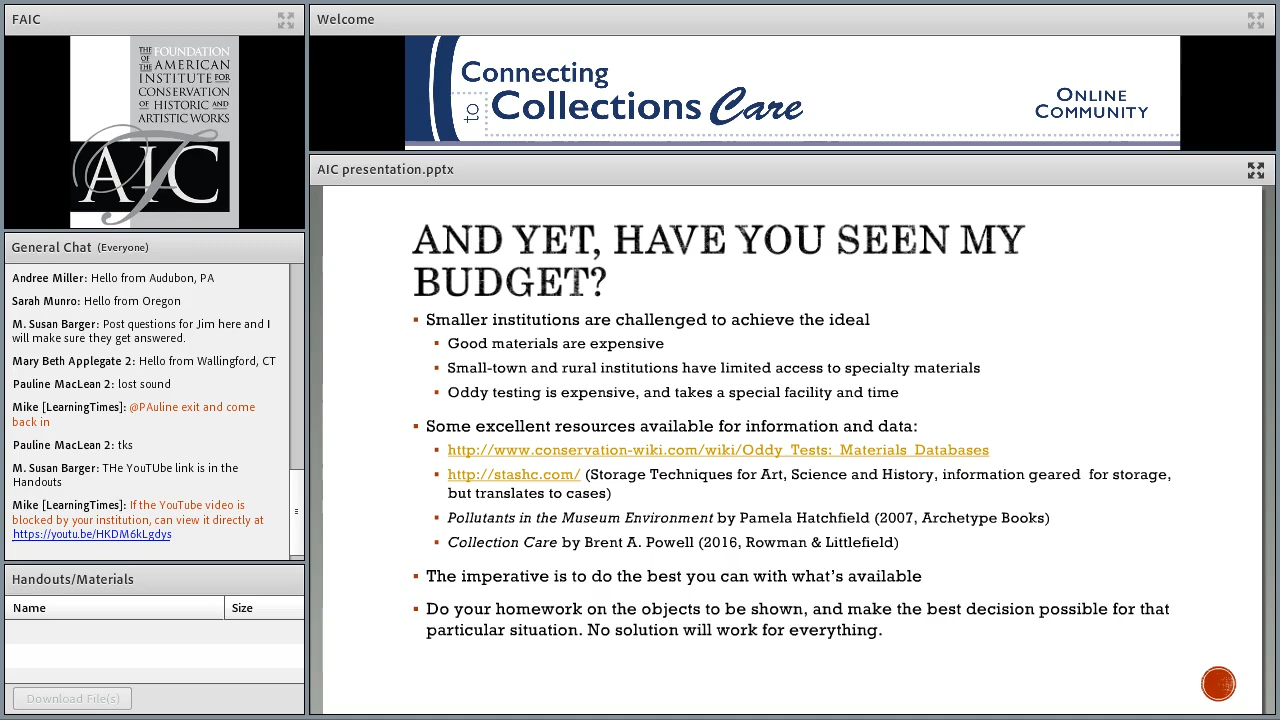 FAIC
THE FOUNDATION
OF THE AMERICAN
INSTITUTE FOR
CONSERVATION
OF HISTORIC AND
ARTISTIC WORKS
FAIC
General Chat (Everyone)
Andree Miller: Hello from Audubon, PA
Sarah Munro: Hello from Oregon
M. Susan Barger: Post questions for Jim here and I
will make sure they get answered.
Mary Beth Applegate 2: Hello from Wallingford, CT
Pauline MacLean 2: lost sound
Mike [LearningTimes]: @PAuline exit and come
back in
Pauline MacLean 2: tks
M. Susan Barger: THe YouTUbe link is in the
Handouts
Mike [LearningTimes]: If the YouTube video is
blocked by your institution, can view it directly at
https://youtu.be/HKDM6kLgdys
Handouts/Materials
Name Size
Download File(s)
Welcome
Connecting
to Collections Care
ONLINE
COMMUNITY
AIC presentation.pptx
AND YET, HAVE YOU SEEN MY
BUDGET?
▪ Smaller institutions are challenged to achieve the ideal
▪ Good materials are expensive
▪ Small-town and rural institutions have limited access to specialty materials
▪ Oddy testing is expensive, and takes a special facility and time
▪ Some excellent resources available for information and data:
▪ http://www.conservation-wiki.com/wiki/Oddy_Tests:_Materials_Databases
▪ http://stashc.com/ (Storage Techniques for Art, Science and History, information geared for storage,
but translates to cases)
▪ Pollutants in the Museum Environment by Pamela Hatchfield (2007, Archetype Books)
▪ Collection Care by Brent A. Powell (2016, Rowman & Littlefield)
▪ The imperative is to do the best you can with what's available
▪ Do your homework on the objects to be shown, and make the best decision possible for that
particular situation. No solution will work for everything.